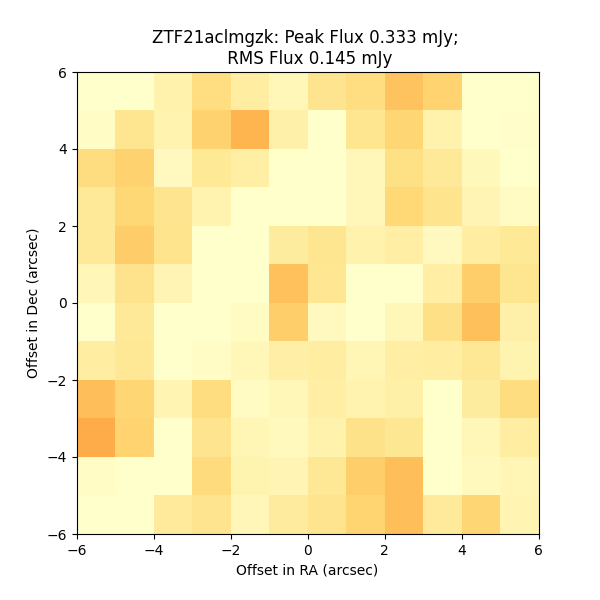 ZTF21aclmgzk: Peak Flux 0.333 mJy;
RMS Flux 0.145 mJy
6
4
2
0
−2
−4
−6
Offset in Dec (arcsec)
−6 −4 −2 0 2 4 6
Offset in RA (arcsec)